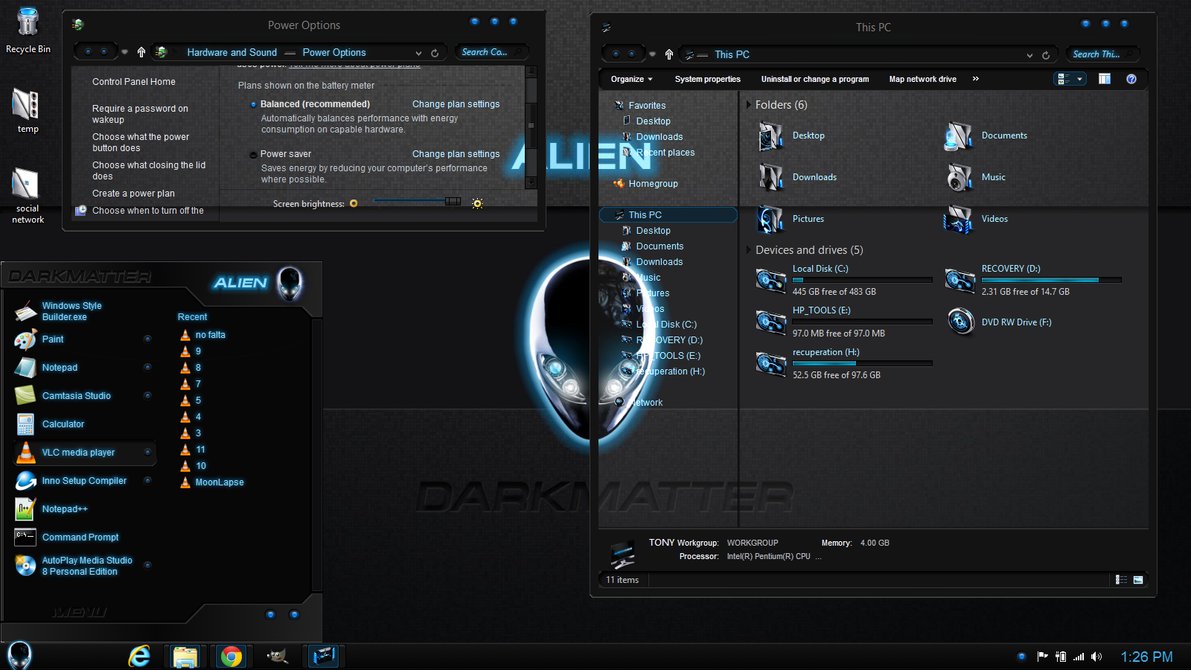 Recycle Bin
temp
social
network
Power Options
Hardware and Sound
Power Options
Search Co...
Control Panel Home
Require a password on
wakeup
Choose what the power
button does
Choose what closing the lid
does
Create a power plan
Choose when to turn off the
Plans shown on the battery meter
Balanced (recommended)
Change plan settings
Automatically balances performance with energy
consumption on capable hardware.
Power saver
Change plan settings
Saves energy by reducing your computer's performance
where possible.
Screen brightness:
ALIEN
DARKMATTER
This PC
This PC
Search Thi...
Organize
System properties
Uninstall or change a program
Map network drive
»
Favorites
Desktop
Downloads
Recent places
Homegroup
This PC
Desktop
Documents
Downloads
Music
Pictures
Videos
Local Disk (C:)
RECOVERY (D:)
HP_TOOLS (E:)
recuperation (H:)
Network
Folders (6)
Desktop
Documents
Downloads
Music
Pictures
Videos
Devices and drives (5)
Local Disk (C:)
445 GB free of 483 GB
RECOVERY (D:)
2.31 GB free of 14.7 GB
HP_TOOLS (E:)
97.0 MB free of 97.0 MB
DVD RW Drive (F:)
recuperation (H:)
52.5 GB free of 97.6 GB
TONY Workgroup: WORKGROUP Memory: 4.00 GB
Processor: Intel(R) Pentium(R) CPU ...
11 items
DARKMATTER
ALIEN
Windows Style
Builder.exe
Paint
Notepad
Camtasia Studio
Calculator
VLC media player
Inno Setup Compiler
Notepad++
Command Prompt
AutoPlay Media Studio
8 Personal Edition
Recent
no falta
9
8
7
5
4
3
11
10
MoonLapse
MENU
1:26 PM